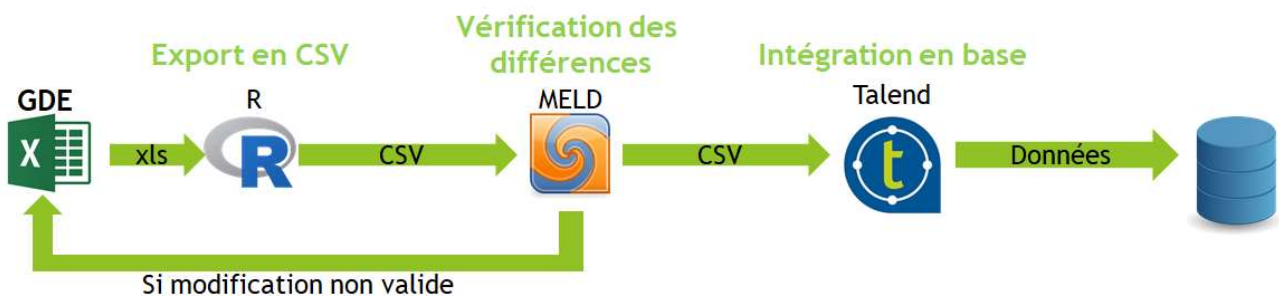 Vérification des
différences
Export en CSV
Intégration en base
GDE
R
MELD
Talend
X
xls
R
CSV
CSV
t
Données
Si modification non valide